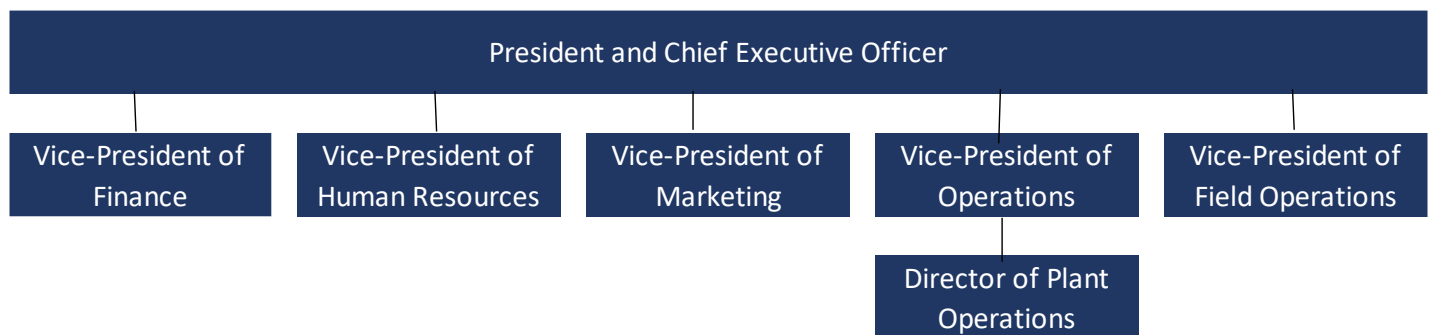 President and Chief Executive Officer
Vice-President of
Finance
Vice-President of
Human Resources
Vice-President of
Marketing
Vice-President of
Operations
Vice-President of
Field Operations
Director of Plant
Operations